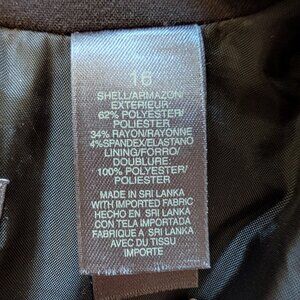 16
SHELL/ARMAZON/
EXTERIEUR:
62% POLYESTER/
POLIESTER
34% RAYON/RAYONNE
4%SPANDEX/ELASTANO
LINING/FORRO/
DOUBLURE:
100% POLYESTER/
POLIESTER
MADE IN SRI LANKA
WITH IMPORTED FABRIC
HECHO EN SRI LANKA
CON TELA IMPORTADA
FABRIQUE A SRI LANKA
AVEC DU TISSU
IMPORTE